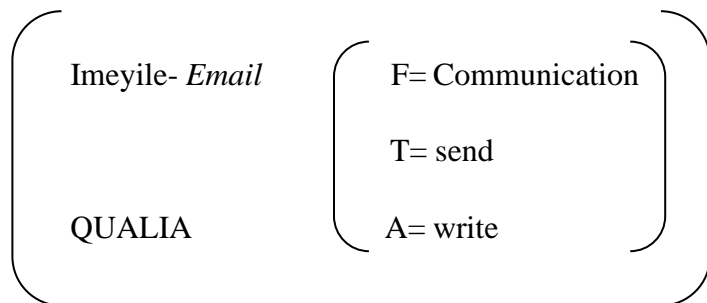 Imeyile- Email F= Communication
T= send
QUALIA A= write